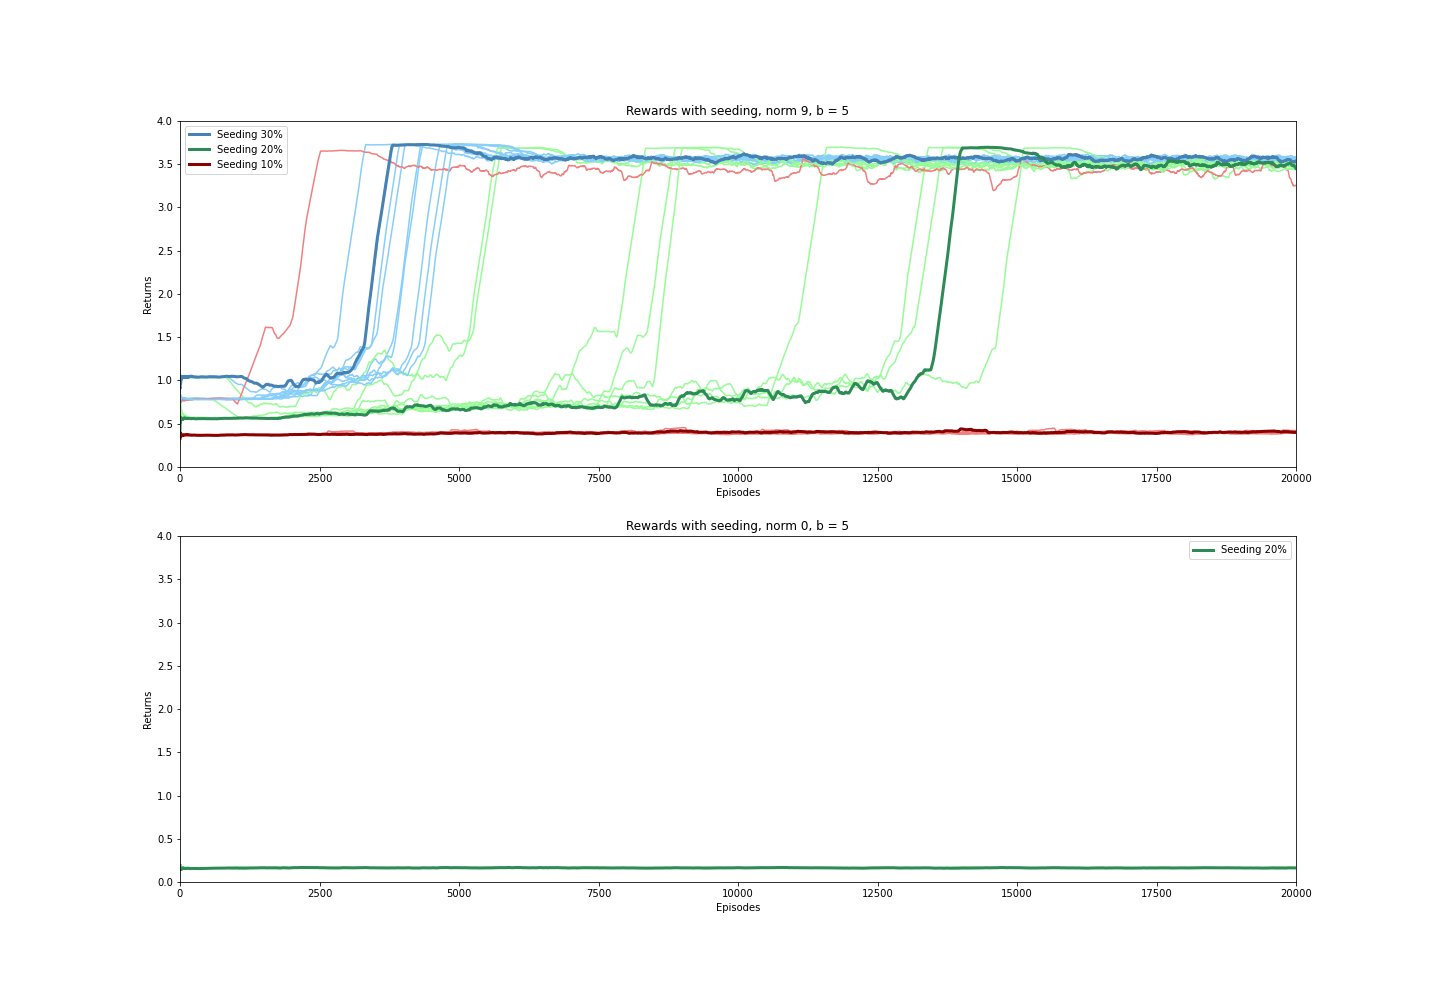 Rewards with seeding, norm 9, b = 5
4.0
3.5
3.0
2.5
2.0
1.5
1.0
0.5
0.0
Returns
Seeding 30%
Seeding 20%
Seeding 10%
0 2500 5000 7500 10000 12500 15000 17500 20000
Episodes
Rewards with seeding, norm 0, b = 5
4.0
3.5
3.0
2.5
2.0
1.5
1.0
0.5
0.0
Returns
Seeding 20%
0 2500 5000 7500 10000 12500 15000 17500 20000
Episodes